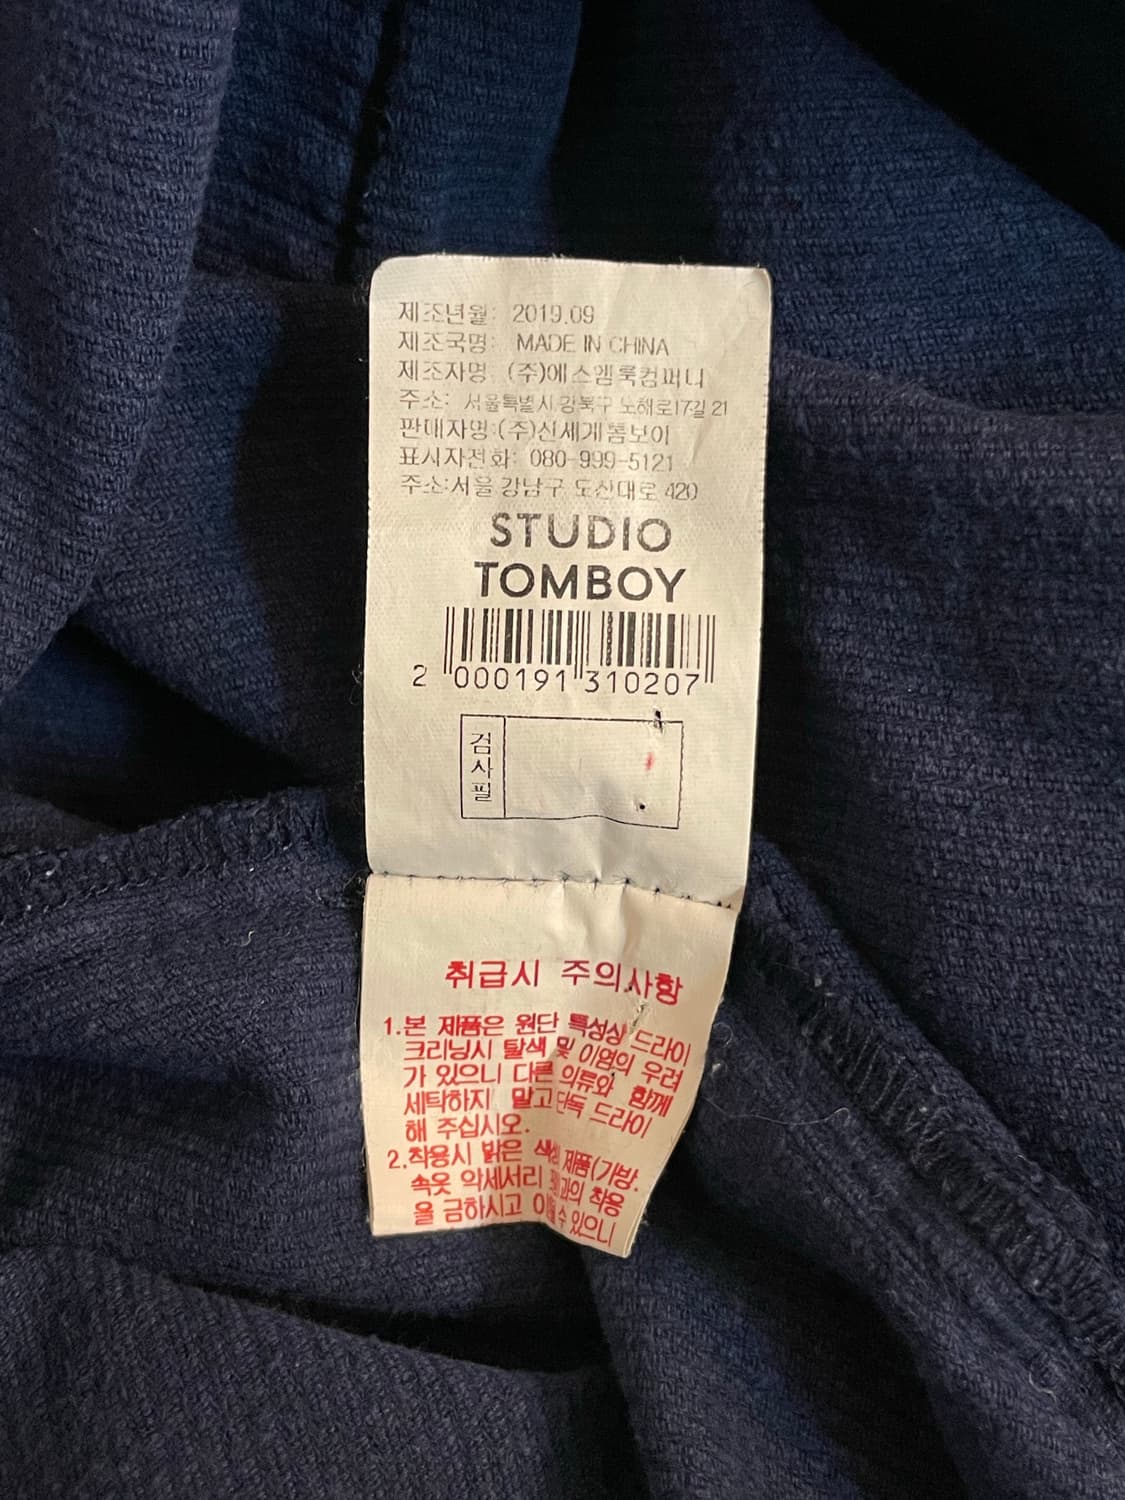 제조년월: 2019.09
제조국명: MADE IN CHINA
제조자명: (주)에스엠룩컴퍼니
주소: 서울특별시 강북구 노해로17길 21
판매자명:(주)신세계톰보이
표시자전화: 080-999-5121
주소:서울 강남구 도산대로 420
STUDIO
TOMBOY
2 000191 310207
검사필
취급시 주의사항
1.본 제품은 원단 특성상 드라이
크리닝시 탈색 및 이염의 우려
가 있으니 다른 의류와 함께
세탁하지 말고 단독 드라이
해 주십시오.
2.착용시 밝은 색상 제품(가방.
속옷 악세서리 과의 착용
을 금하시고 이 수 있으니